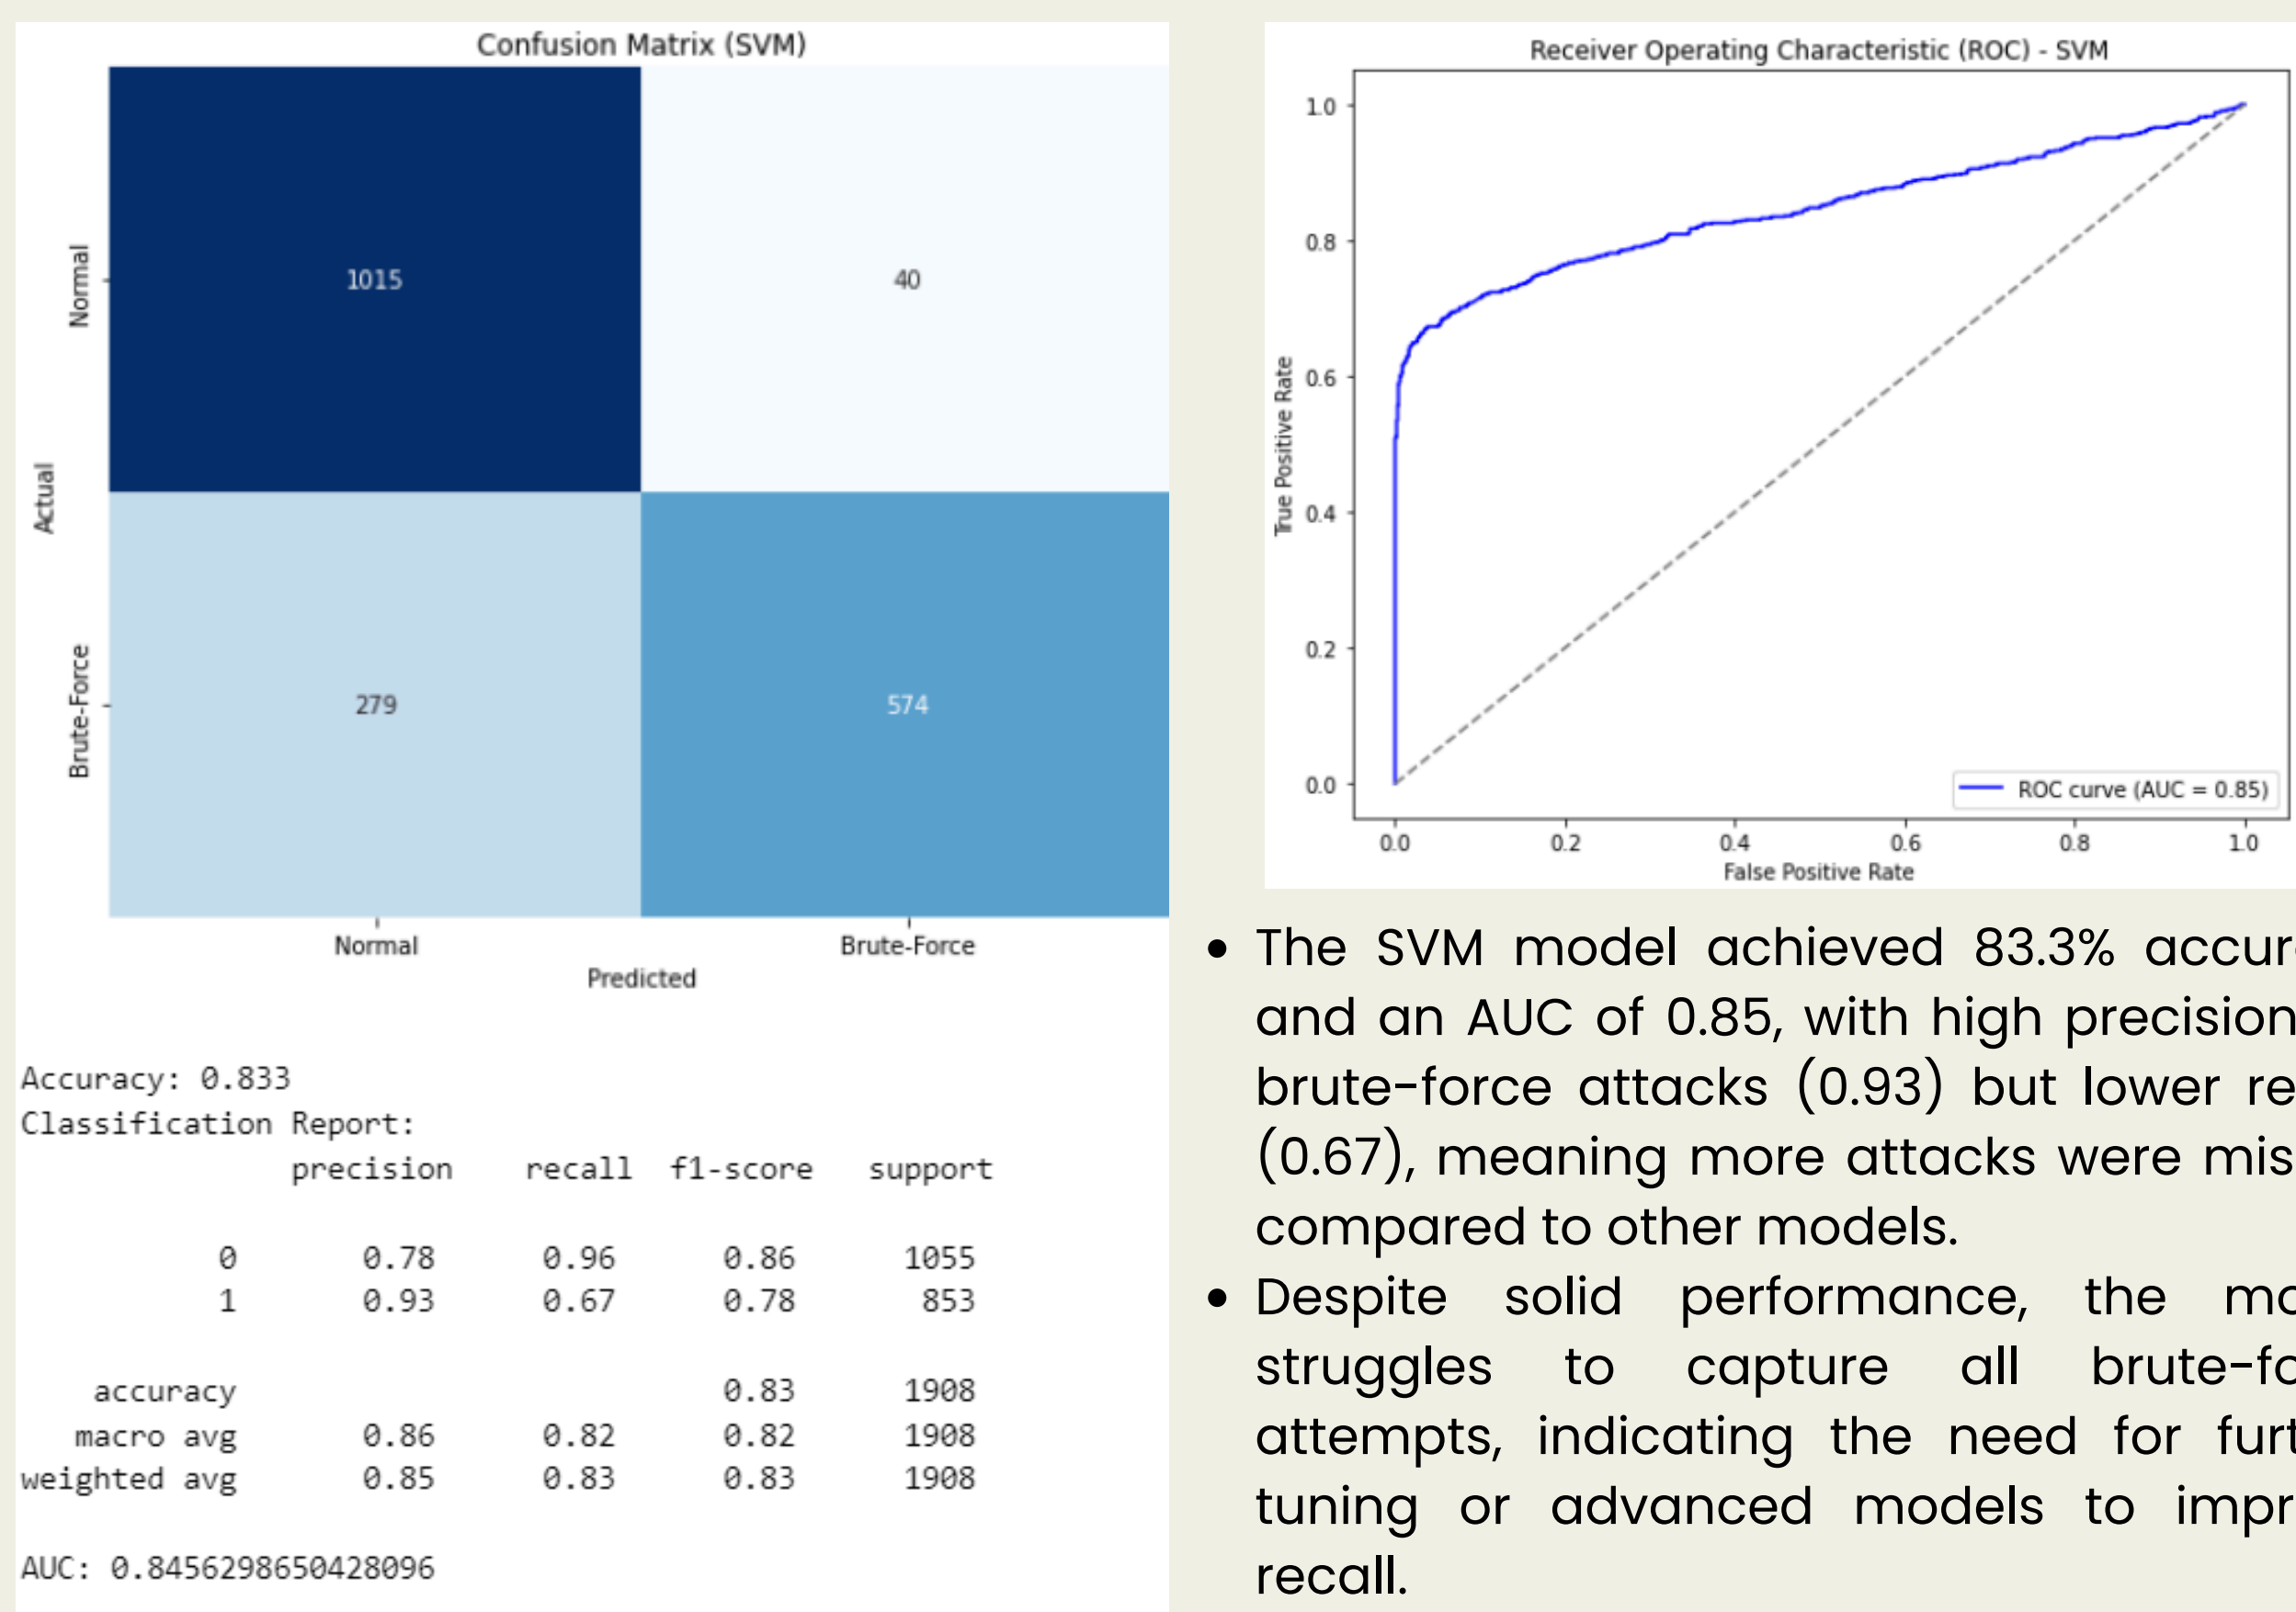 Confusion Matrix (SVM)
Actual
Normal
1015
40
Brute-Force
279
574
Normal
Brute-Force
Predicted
Accuracy: 0.833
Classification Report:
precision recall f1-score support
0 0.78 0.96 0.86 1055
1 0.93 0.67 0.78 853
accuracy 0.83 1908
macro avg 0.86 0.82 0.82 1908
weighted avg 0.85 0.83 0.83 1908
AUC: 0.8456298650428096
Receiver Operating Characteristic (ROC) - SVM
True Positive Rate
1.0
0.8
0.6
0.4
0.2
0.0
ROC curve (AUC = 0.85)
0.0 0.2 0.4 0.6 0.8 1.0
False Positive Rate
• The SVM model achieved 83.3%
and an AUC of 0.85, with high precision
brute-force attacks (0.93) but lower
(0.67), meaning more attacks were
compared to other models.
• Despite solid performance, the
struggles to capture all
attempts, indicating the need for
tuning or advanced models to
recall.